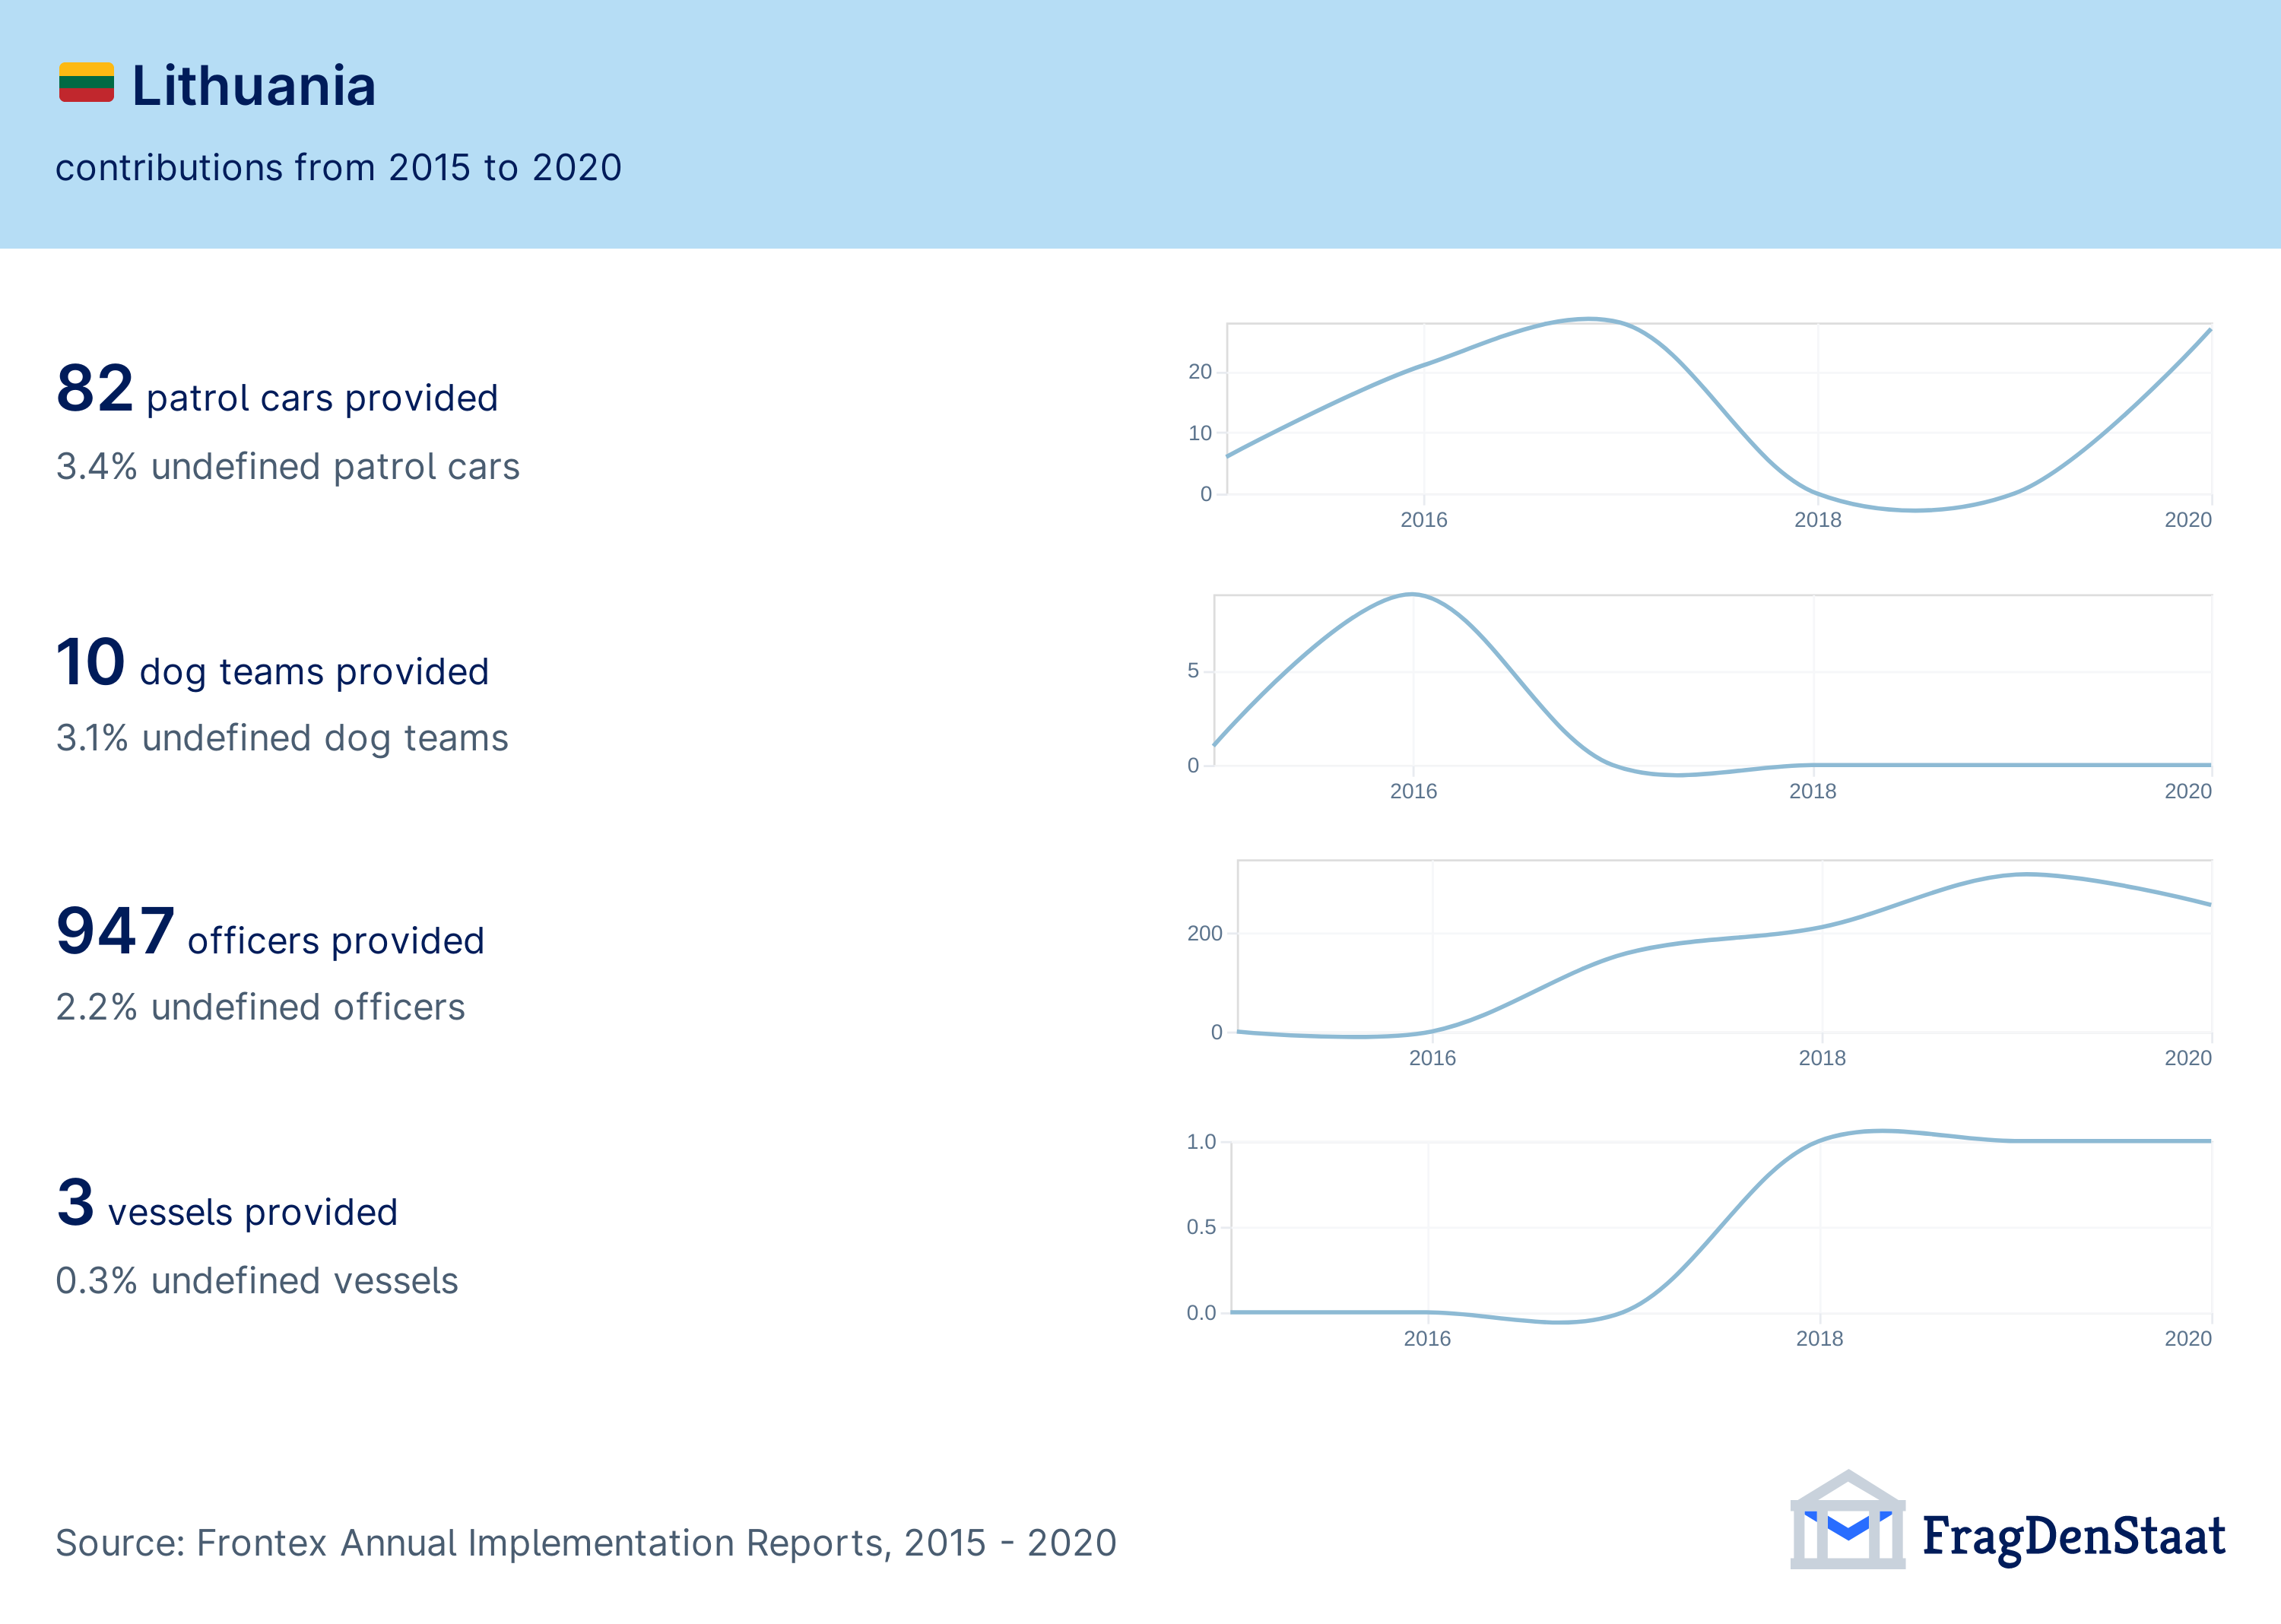 Lithuania
contributions from 2015 to 2020
82 patrol cars provided
3.4% undefined patrol cars
20
10
0
2016 2018 2020
10 dog teams provided
3.1% undefined dog teams
5
0
2016 2018 2020
947 officers provided
2.2% undefined officers
200
0
2016 2018 2020
3 vessels provided
0.3% undefined vessels
1.0
0.5
0.0
2016 2018 2020
Source: Frontex Annual Implementation Reports, 2015 - 2020
FragDenStaat